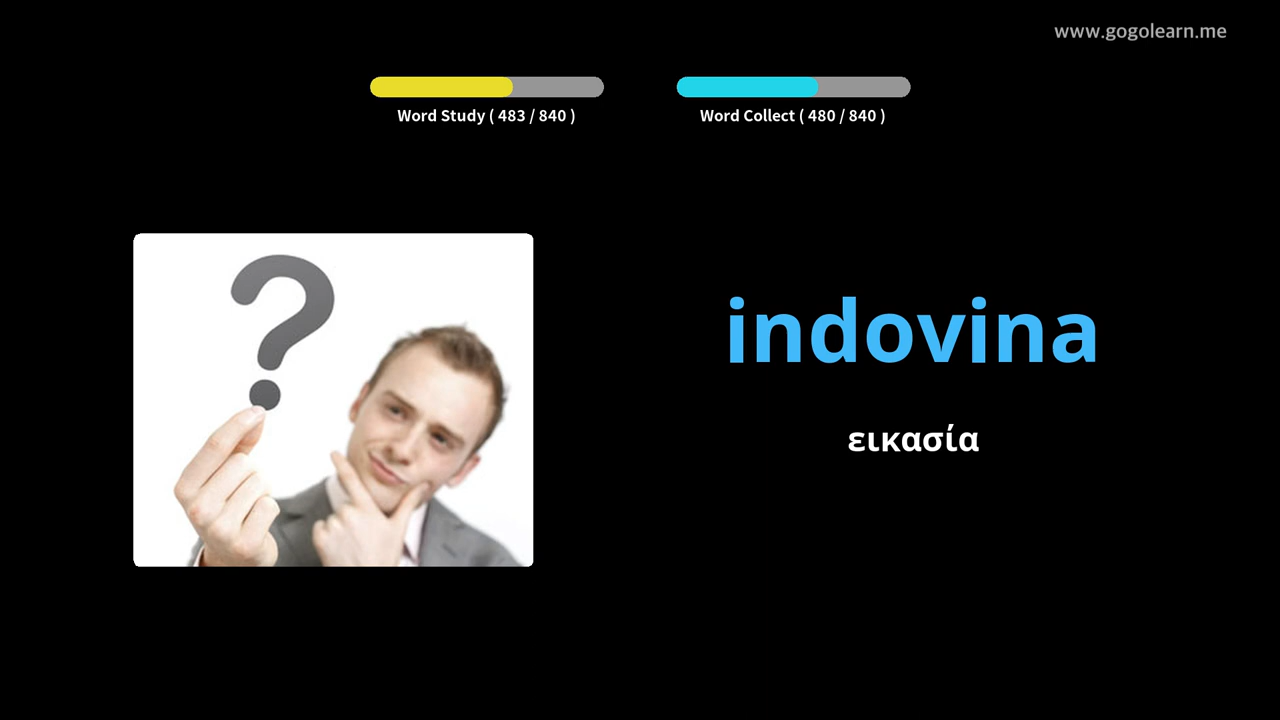 www.gogolearn.me
Word Study ( 483 / 840 )
Word Collect ( 480 / 840 )
?
indovina
εικασία